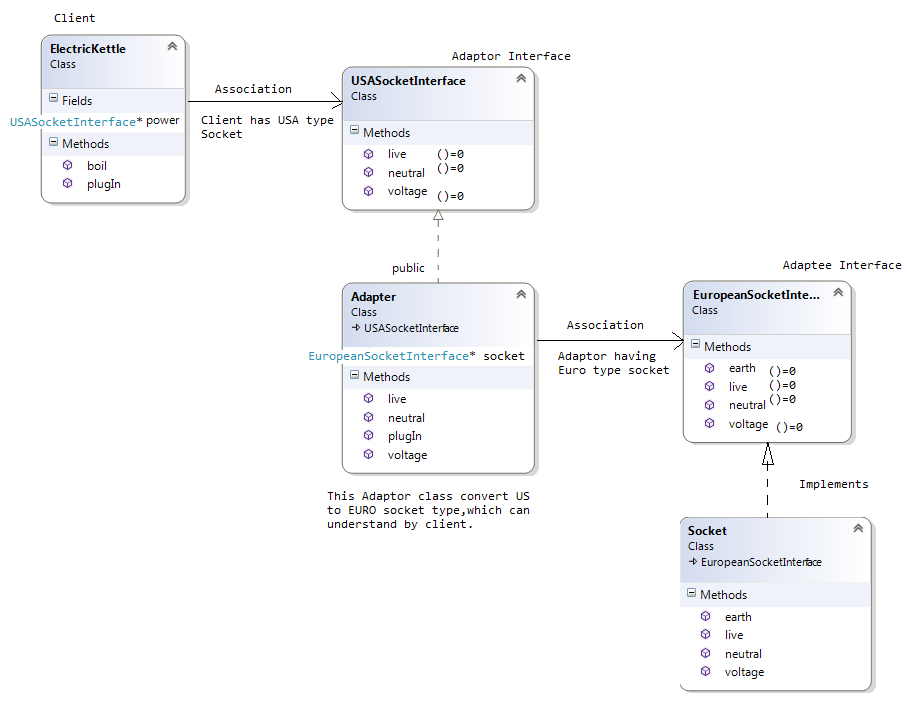 Client
ElectricKettle
Class
Fields
USASocketInterface* power
Methods
boil
plugIn
Association
Client has USA type
Socket
Adaptor Interface
USASocketInterface
Class
Methods
live ()=0
neutral ()=0
voltage ()=0
public
Adapter
Class
USASocketInterface
EuropeanSocketInterface* socket
Methods
live
neutral
plugIn
voltage
This Adaptor class convert US
to EURO socket type,which can
understand by client.
Association
Adaptor having
Euro type socket
Adaptee Interface
EuropeanSocketInte...
Class
Methods
earth ()=0
live ()=0
neutral ()=0
voltage ()=0
Implements
Socket
Class
EuropeanSocketInterface
Methods
earth
live
neutral
voltage